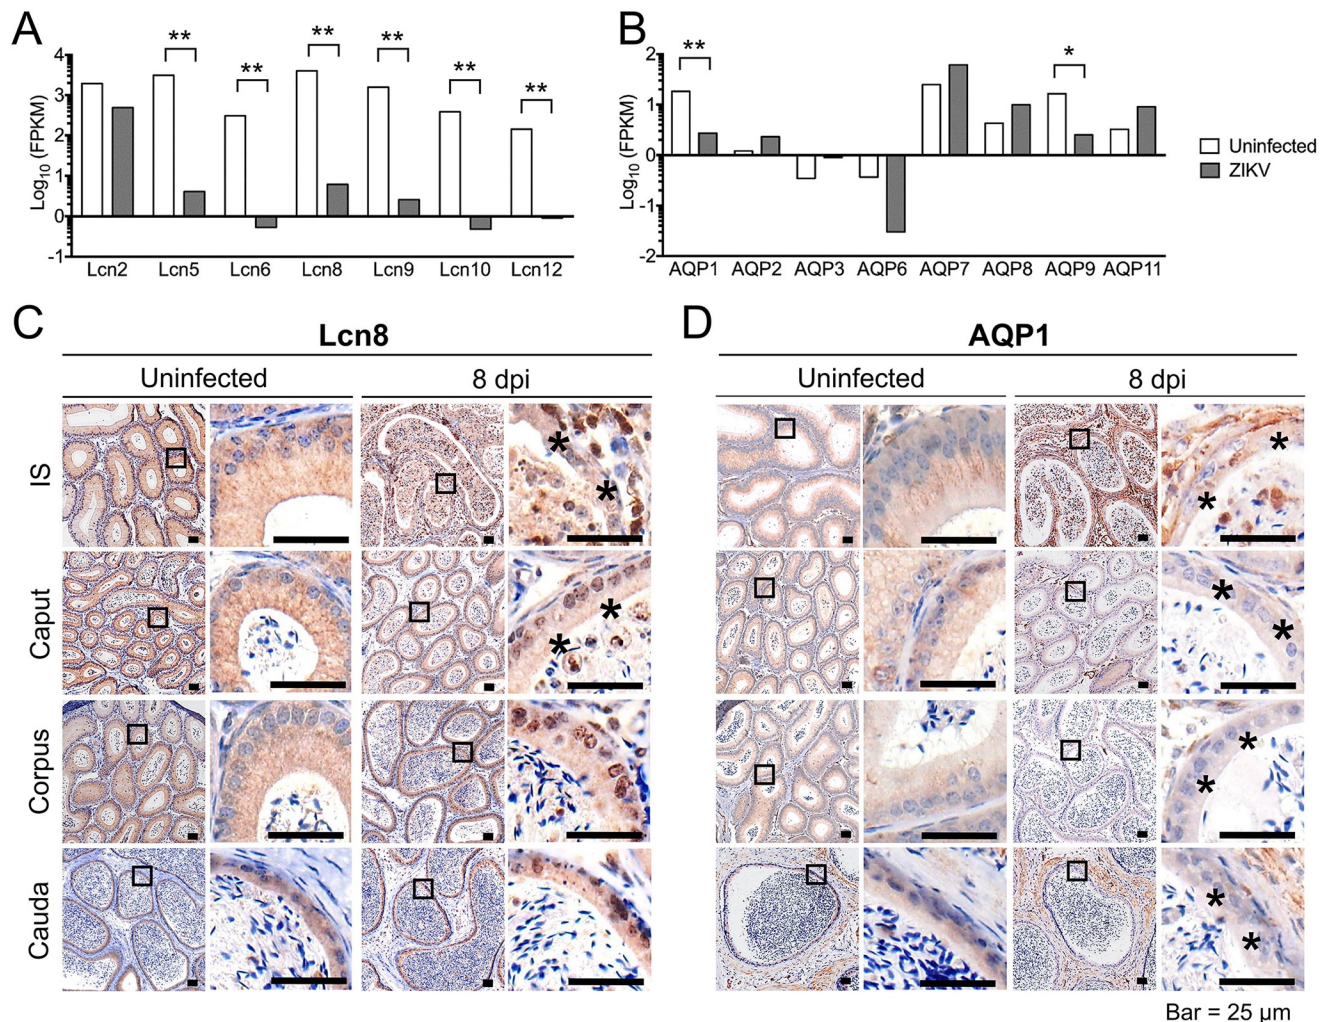 A
B
** ** ** ** ** **
** *
4
3
2
1
0
-1
Log10 (FPKM)
Lcn2 Lcn5 Lcn6 Lcn8 Lcn9 Lcn10 Lcn12
2
1
0
-1
-2
Log10 (FPKM)
AQP1 AQP2 AQP3 AQP6 AQP7 AQP8 AQP9 AQP11
Uninfected
ZIKV
C
Lcn8
Uninfected 8 dpi
IS
* *
Caput
* *
Corpus
Cauda
D
AQP1
Uninfected 8 dpi
* *
* *
* *
* *
Bar = 25 µm